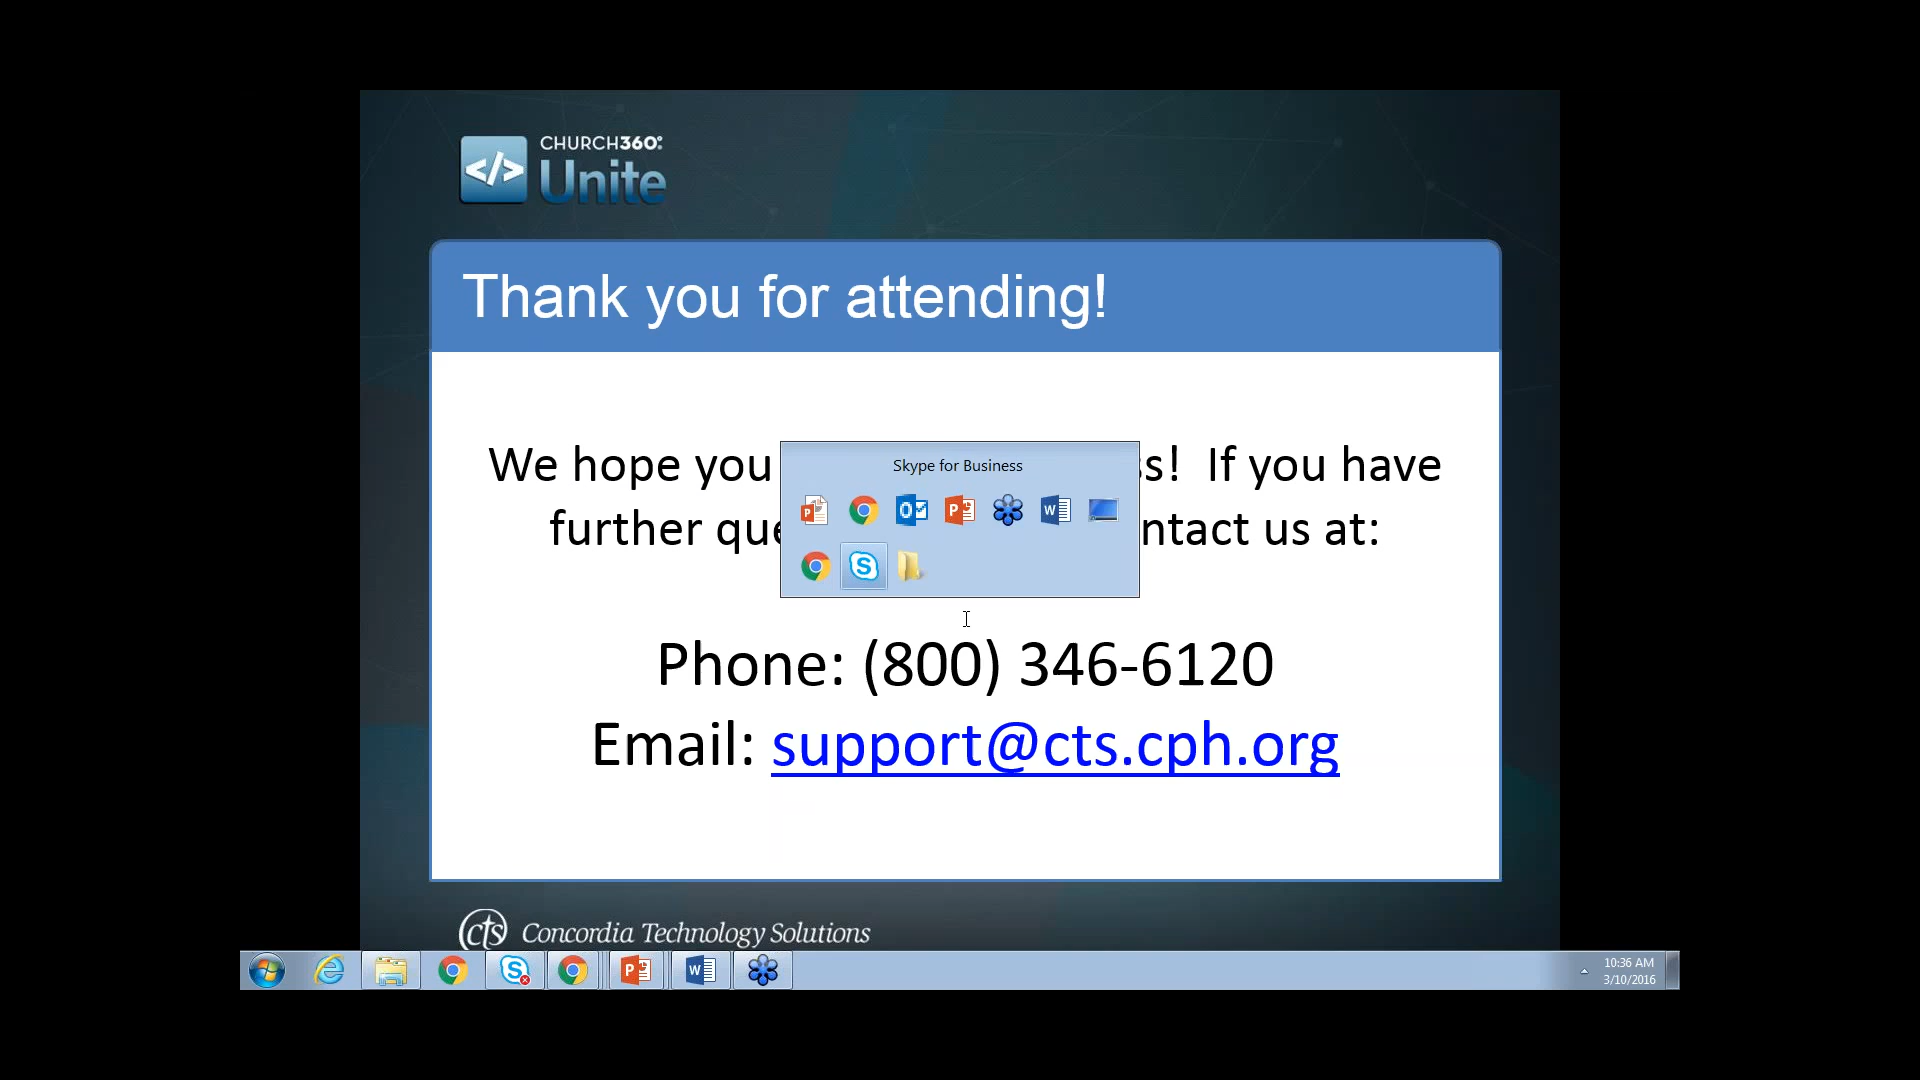 CHURCH360°
Unite
Thank you for attending!
We hope you
s! If you have
Skype for Business
further
ntact us at:
Phone: (800) 346-6120
Email: support@cts.cph.org
cts Concordia Technology Solutions
10:36 AM
3/10/2016